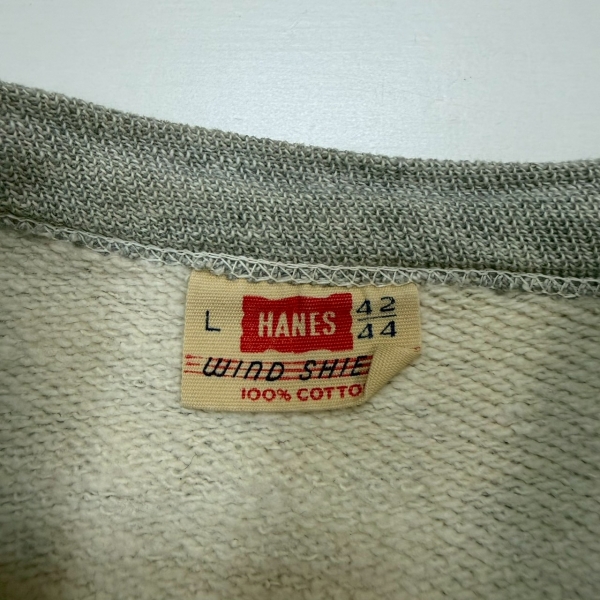 L HANES 42
44
WIND SHIE
100% COTTO